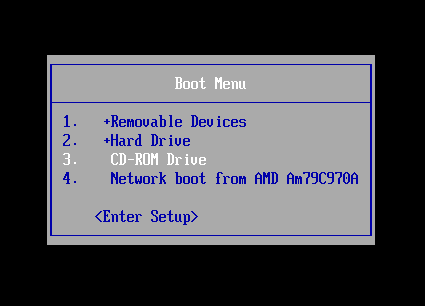 Boot Menu
1. +Removable Devices
2. +Hard Drive
3. CD-ROM Drive
4. Network boot from AMD Am79C970A
<Enter Setup>